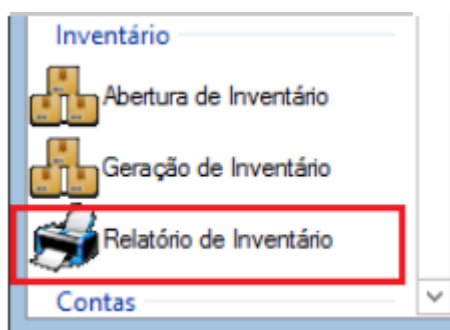 Inventário
Abertura de Inventário
Geração de Inventário
Relatório de Inventário
Contas